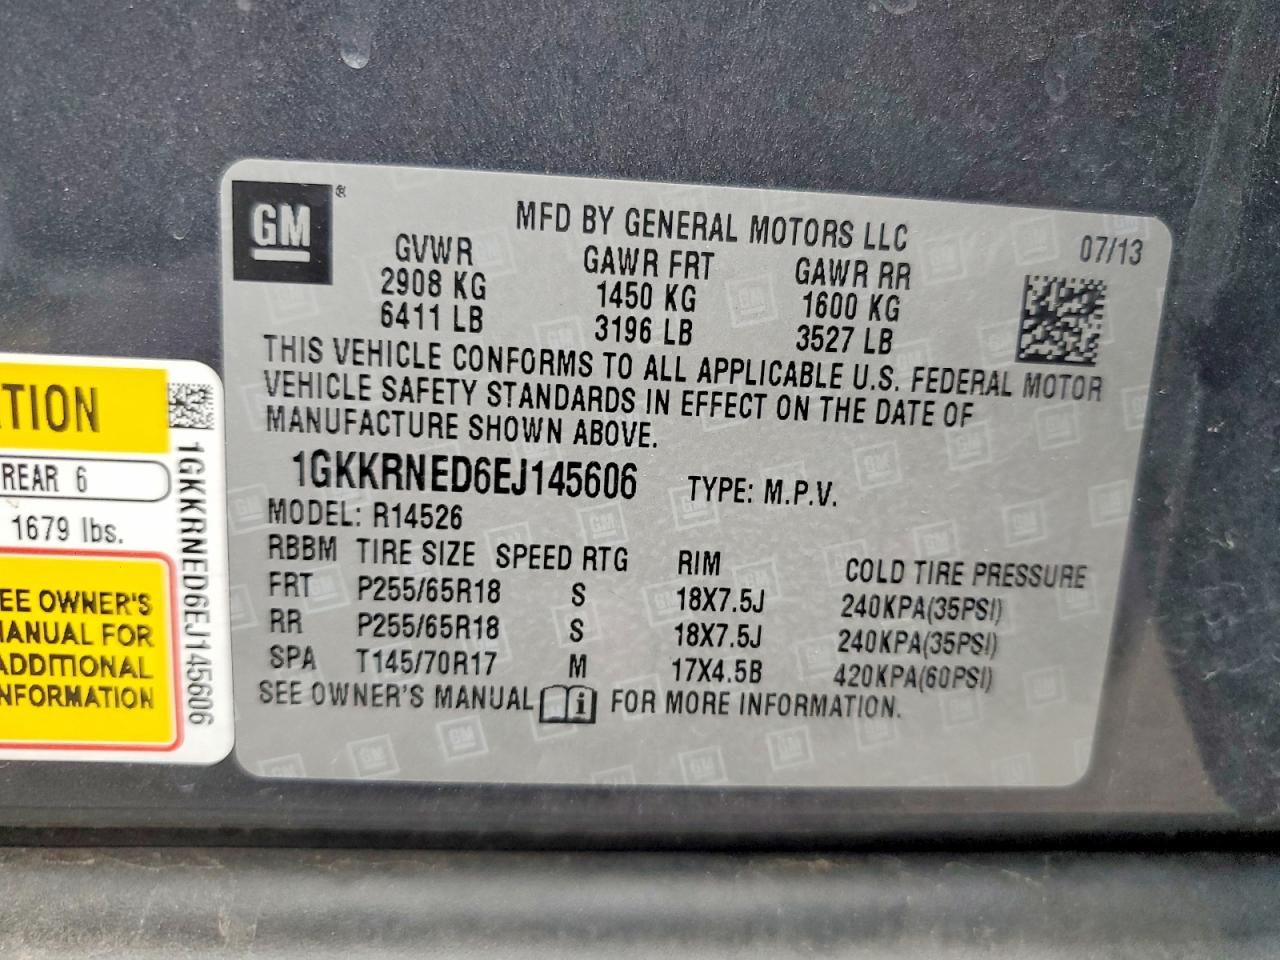 GM ®
MFD BY GENERAL MOTORS LLC
07/13
GVWR GAWR FRT GAWR RR
2908 KG 1450 KG 1600 KG
6411 LB 3196 LB 3527 LB
THIS VEHICLE CONFORMS TO ALL APPLICABLE U.S. FEDERAL MOTOR
VEHICLE SAFETY STANDARDS IN EFFECT ON THE DATE OF
MANUFACTURE SHOWN ABOVE.
1GKKRNED6EJ145606 TYPE: M.P.V.
MODEL: R14526
RBBM TIRE SIZE SPEED RTG RIM COLD TIRE PRESSURE
FRT P255/65R18 S 18X7.5J 240KPA(35PSI)
RR P255/65R18 S 18X7.5J 240KPA(35PSI)
SPA T145/70R17 M 17X4.5B 420KPA(60PSI)
SEE OWNER'S MANUAL i FOR MORE INFORMATION.
TION
REAR 6
1679 lbs.
EE OWNER'S
MANUAL FOR
ADDITIONAL
NFORMATION
1GKKRNED6EJ145606